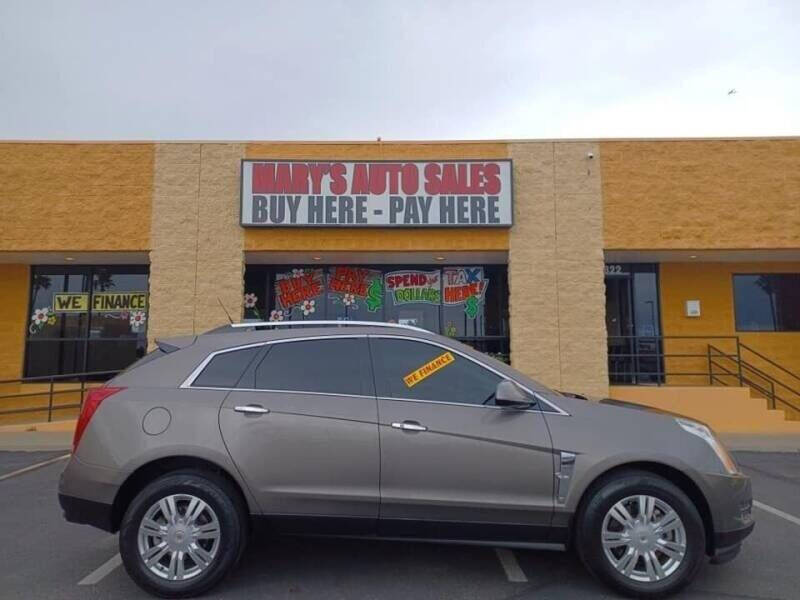 MARY'S AUTO SALES
BUY HERE - PAY HERE
BUY HERE
PAY HERE
SPEND DOLLARS
TAX HERE
WE FINANCE
322
WE FINANCE